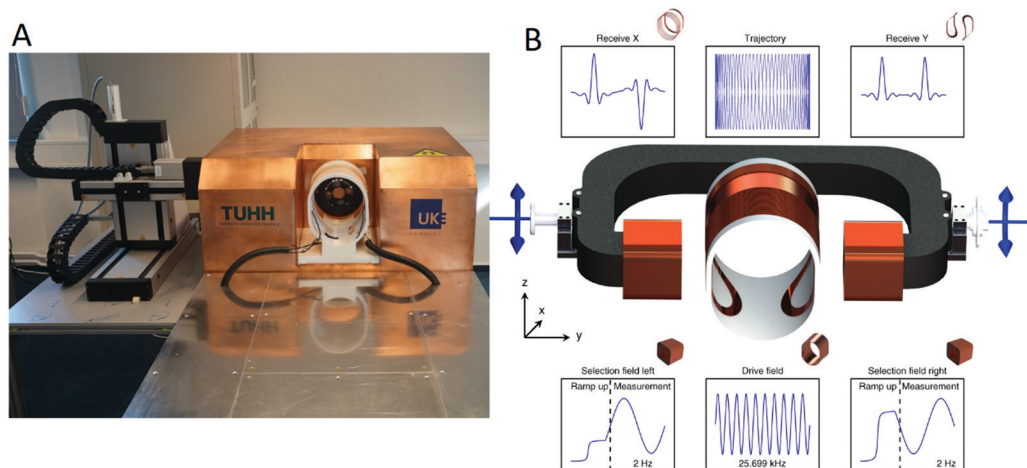 A
TUHH
UKE
HAMBURG
B
Receive X
Trajectory
Receive Y
z
x
y
Selection field left
Drive field
Selection field right
Ramp up
Measurement
2 Hz
25.699 kHz
Ramp up
Measurement
2 Hz